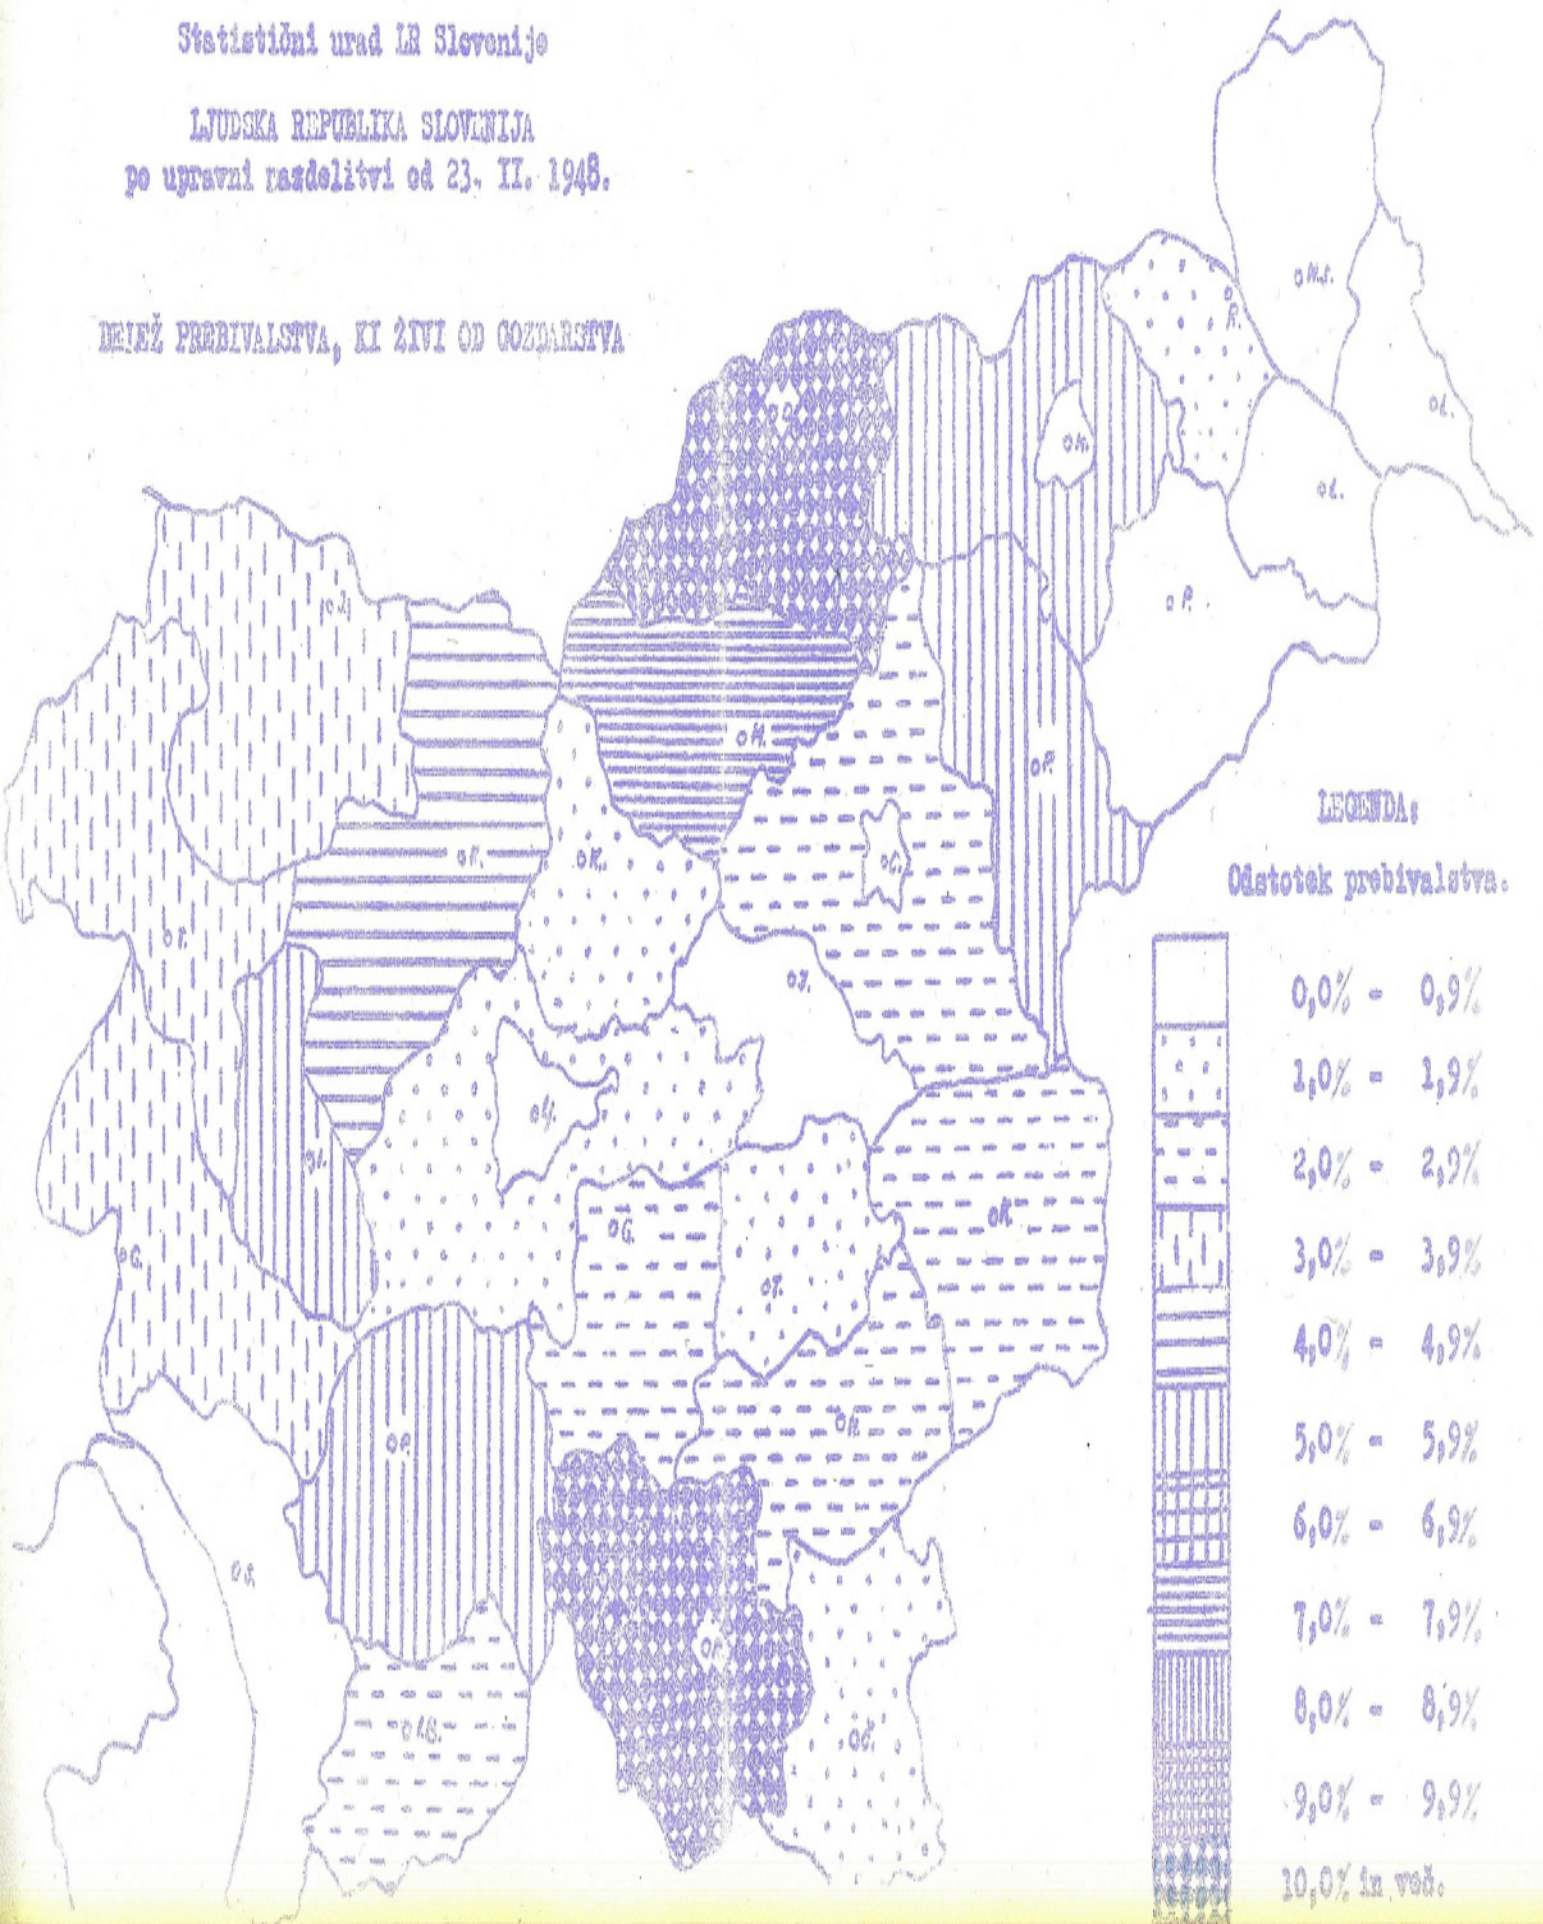 Statistični urad LR Slovenije
LJUDSKA REPUBLIKA SLOVENIJA
po upravni razdelitvi od 23. II. 1948.
DELEŽ PREBIVALSTVA, KI ŽIVI OD GOZDARSTVA
M.S.
R.
L.
M.
L.
P.
J.
M.
P.
R.
K.
C.
T.
T.
L.
I.
K.
G.
G.
T.
N.
P.
S.
I.B.
Č.
LEGENDA:
Odstotek prebivalstva.
0,0% - 0,9%
1,0% - 1,9%
2,0% - 2,9%
3,0% - 3,9%
4,0% - 4,9%
5,0% - 5,9%
6,0% - 6,9%
7,0% - 7,9%
8,0% - 8,9%
9,0% - 9,9%
10,0% in več.